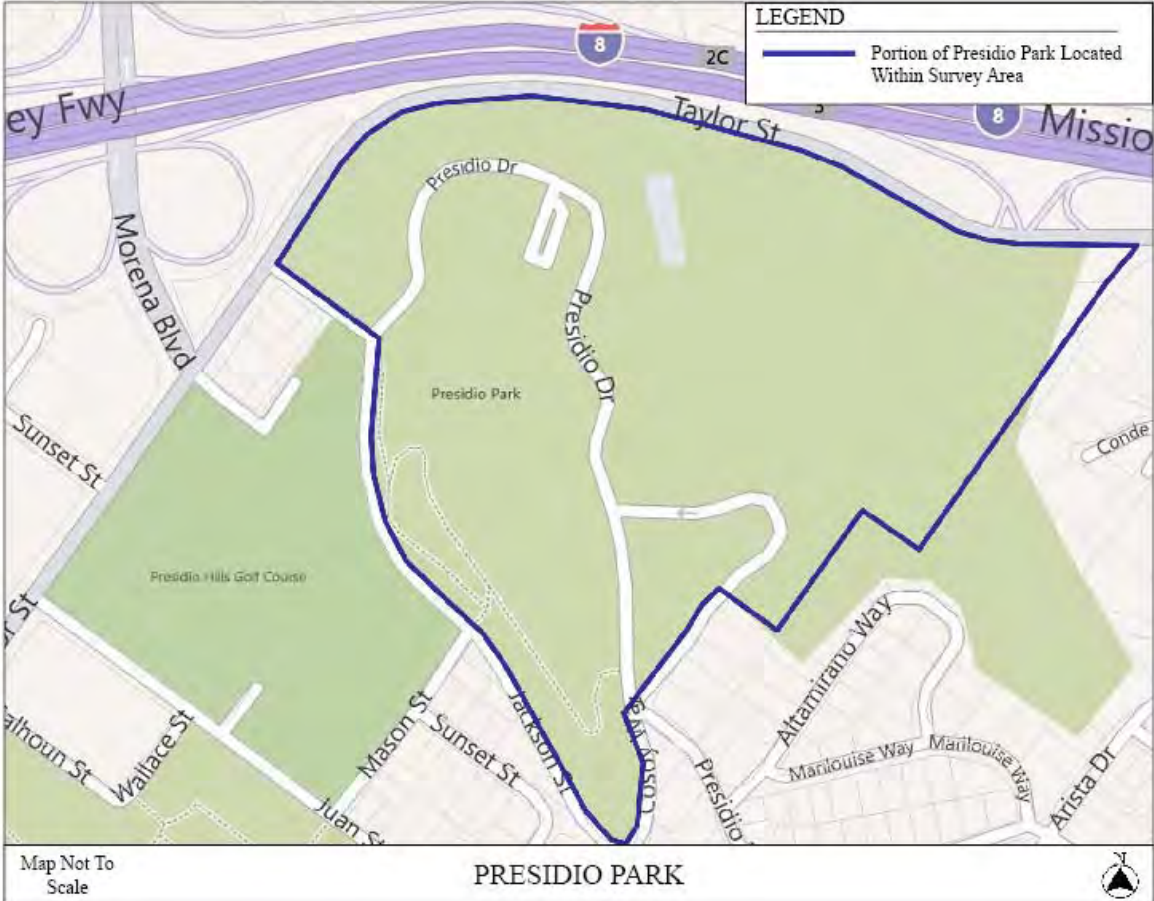 LEGEND
Portion of Presidio Park Located
Within Survey Area
8
2C
ey Fwy
Taylor St
8
Missio
Presidio Dr
Morena Blvd
Presidio Dr
Presidio Park
Sunset St
Conde
Presidio Hills Golf Course
Altamirano Way
Jackson St
Mason St
Sunset St
Cosoy Way
Marilouise Way
Marilouise Way
Presidio
Arista Dr
alhoun St
Wallace St
Juan St
Map Not To
Scale
PRESIDIO PARK
N